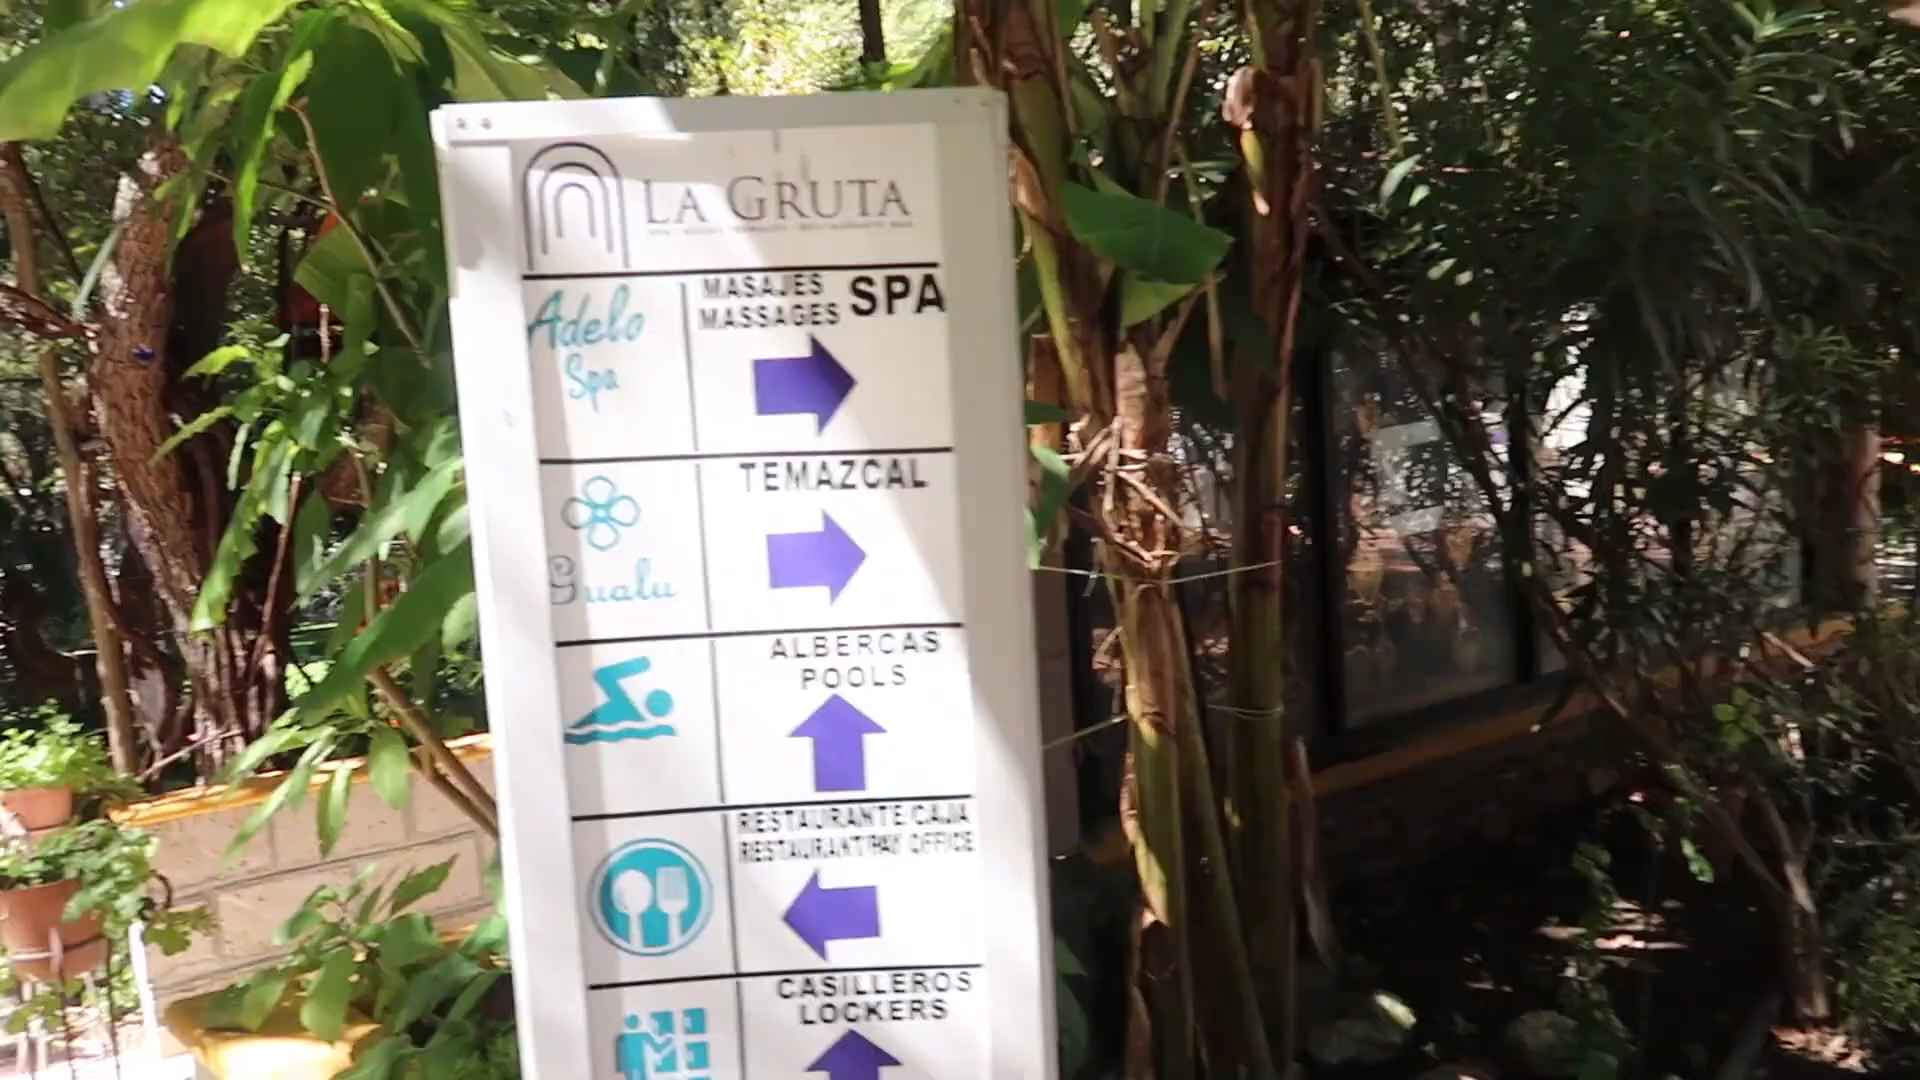 LA GRUTA
Adelo
Spa
MASAJES
MASSAGES
SPA
Gualu
TEMAZCAL
ALBERCAS
POOLS
RESTAURANTE/CAJA
RESTAURANT/PAY OFFICE
CASILLEROS
LOCKERS